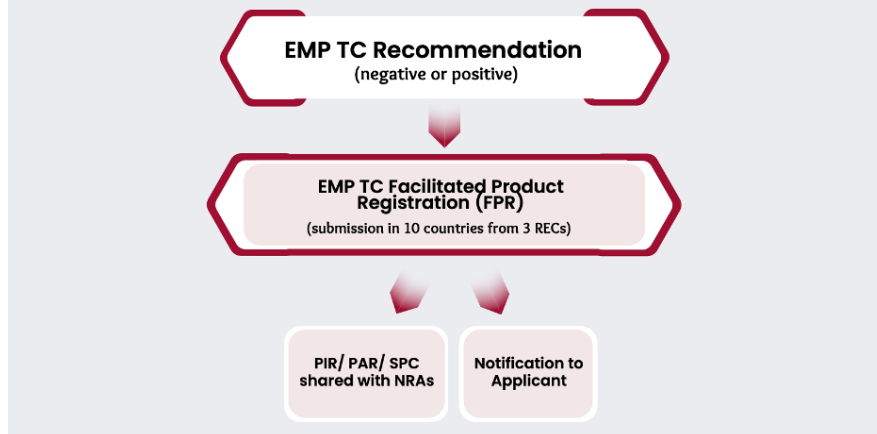 EMP TC Recommendation
(negative or positive)
EMP TC Facilitated Product
Registration (FPR)
(submission in 10 countries from 3 RECs)
PIR/ PAR/ SPC
shared with NRAs
Notification to
Applicant